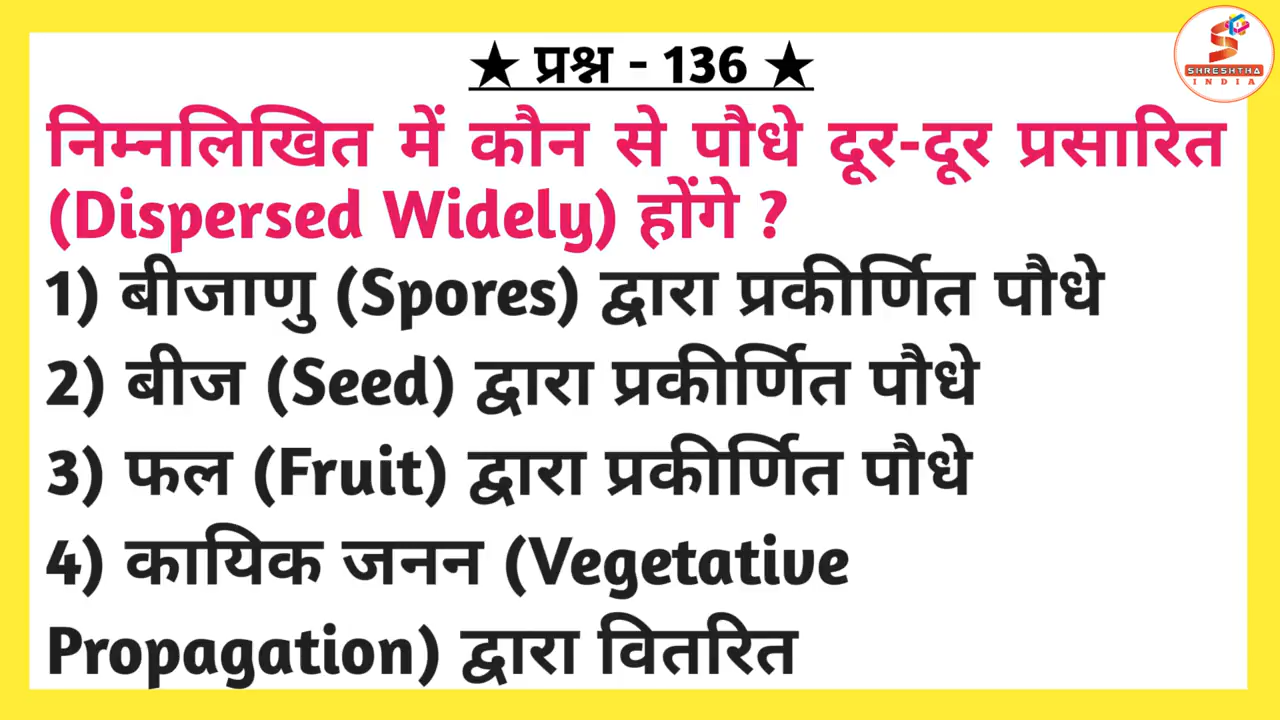 ★ प्रश्न - 136 ★
SHRESHTHA
INDIA
निम्नलिखित में कौन से पौधे दूर-दूर प्रसारित
(Dispersed Widely) होंगे ?
1) बीजाणु (Spores) द्वारा प्रकीर्णित पौधे
2) बीज (Seed) द्वारा प्रकीर्णित पौधे
3) फल (Fruit) द्वारा प्रकीर्णित पौधे
4) कायिक जनन (Vegetative
Propagation) द्वारा वितरित